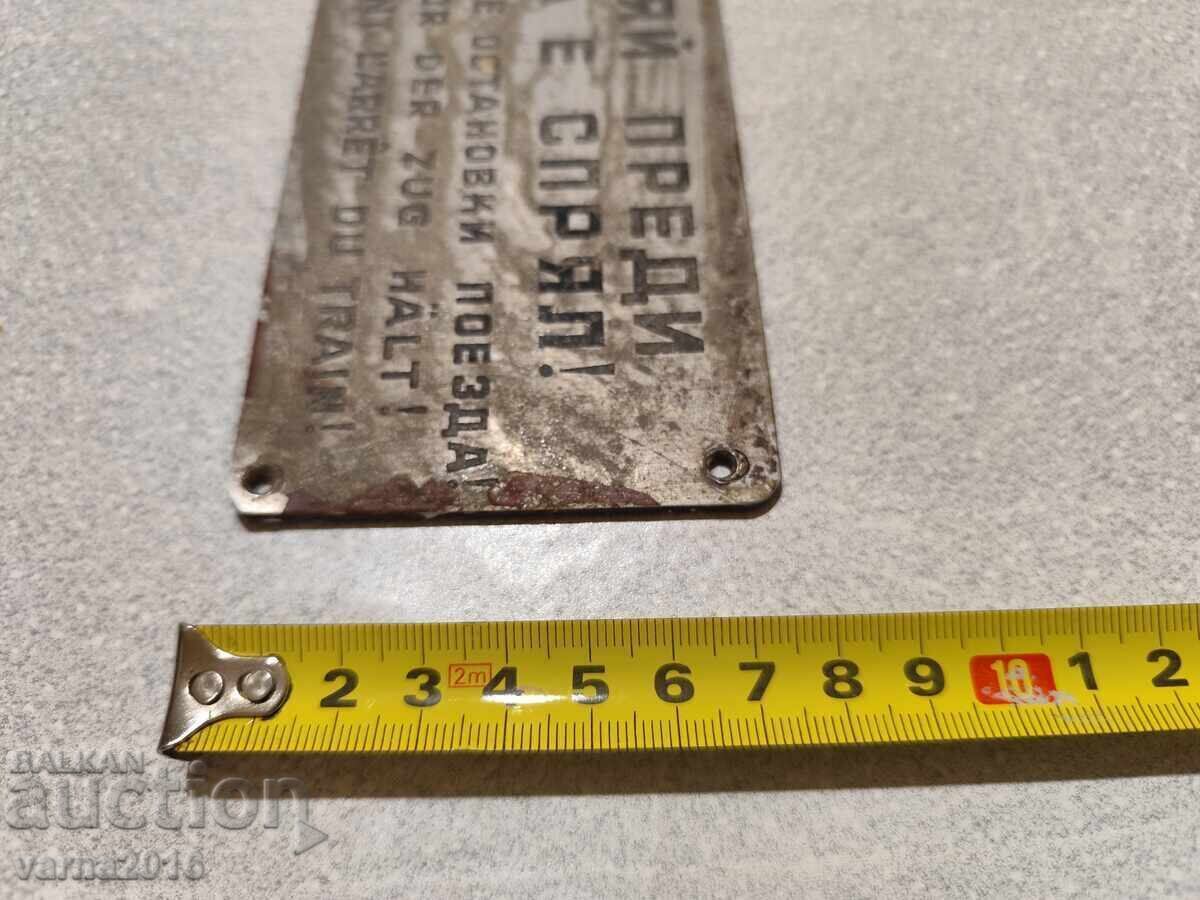 ПРЕДИ,
Е СПРЯЛ!
ОСТАНОВКИ ПОЕЗДА!
DER ZUG HÄLT!
L'ARRÊT DU TRAIN!
2 3 2m 4 5 6 7 8 9 10 1 2
BALKAN
auction
varna2016